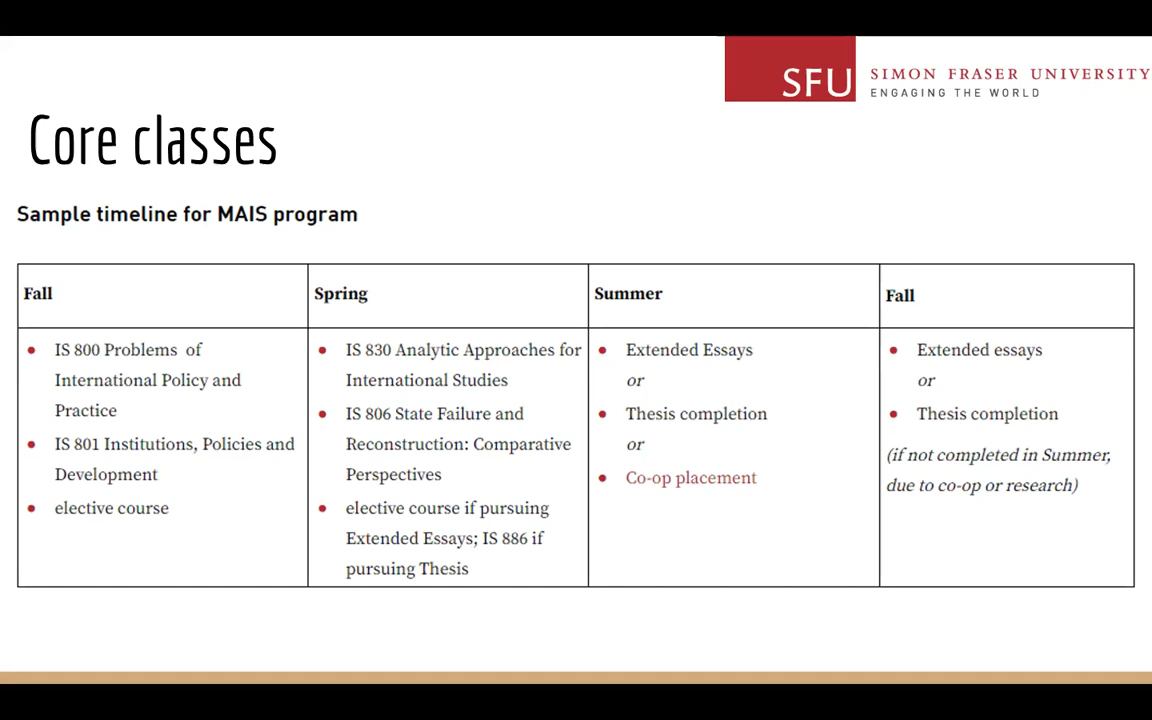 SFU
SIMON FRASER UNIVERSITY
ENGAGING THE WORLD
Core classes
Sample timeline for MAIS program
Fall
IS 800 Problems of
International Policy and
Practice
IS 801 Institutions, Policies and
Development
elective course
Spring
IS 830 Analytic Approaches for
International Studies
IS 806 State Failure and
Reconstruction: Comparative
Perspectives
elective course if pursuing
Extended Essays; IS 886 if
pursuing Thesis
Summer
Extended Essays
or
Thesis completion
or
Co-op placement
Fall
Extended essays
or
Thesis completion
(if not completed in Summer,
due to co-op or research)